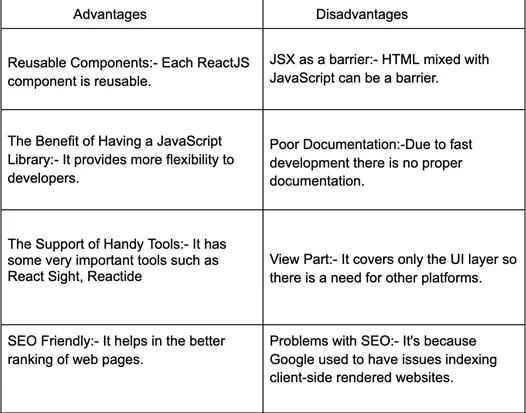 Advantages
Disadvantages
Reusable Components:- Each ReactJS
component is reusable.
JSX as a barrier:- HTML mixed with
JavaScript can be a barrier.
The Benefit of Having a JavaScript
Library:- It provides more flexibility to
developers.
Poor Documentation:-Due to fast
development there is no proper
documentation.
The Support of Handy Tools:- It has
some very important tools such as
React Sight, Reactide
View Part:- It covers only the UI layer so
there is a need for other platforms.
SEO Friendly:- It helps in the better
ranking of web pages.
Problems with SEO:- It's because
Google used to have issues indexing
client-side rendered websites.